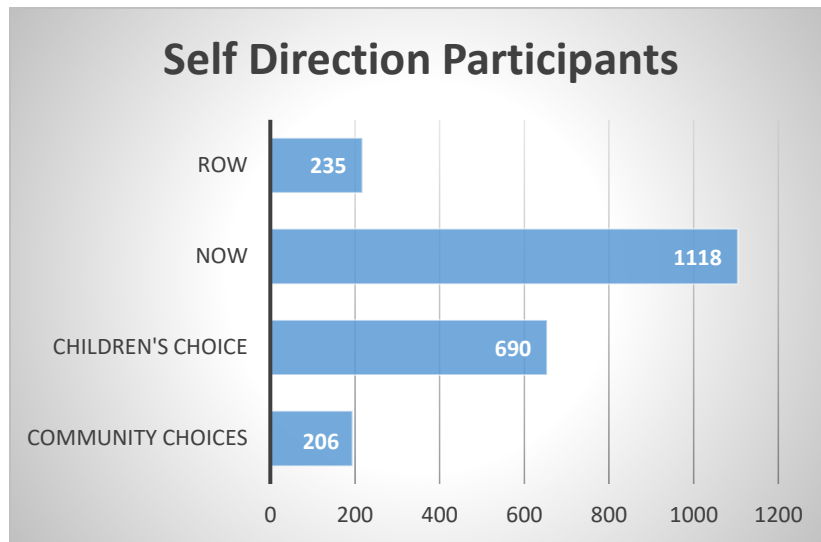 Self Direction Participants
ROW
235
NOW
1118
CHILDREN'S CHOICE
690
COMMUNITY CHOICES
206
0 200 400 600 800 1000 1200